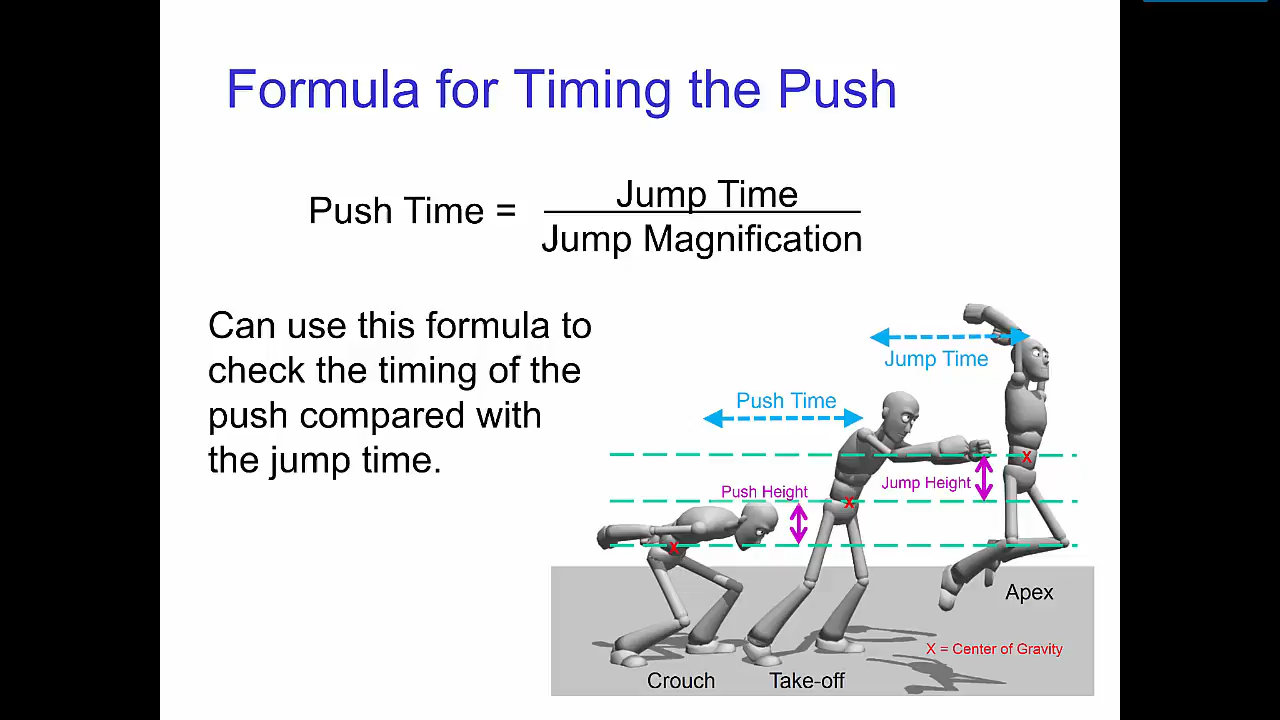 Formula for Timing the Push
Push Time =
Jump Time
Jump Magnification
Can use this formula to
check the timing of the
push compared with
the jump time.
Jump Time
Push Time
Jump Height
Push Height
X
X
X
Apex
X = Center of Gravity
Crouch
Take-off